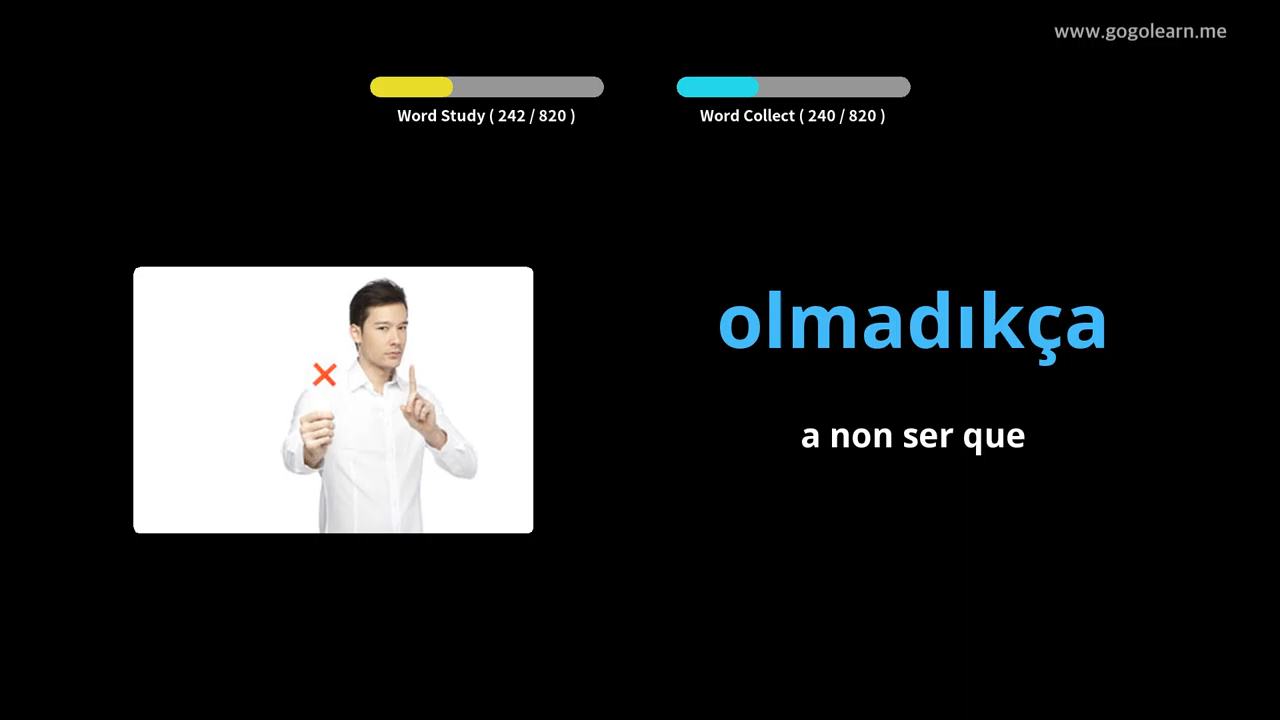 www.gogolearn.me
Word Study ( 242 / 820 )
Word Collect ( 240 / 820 )
olmadıkça
a non ser que